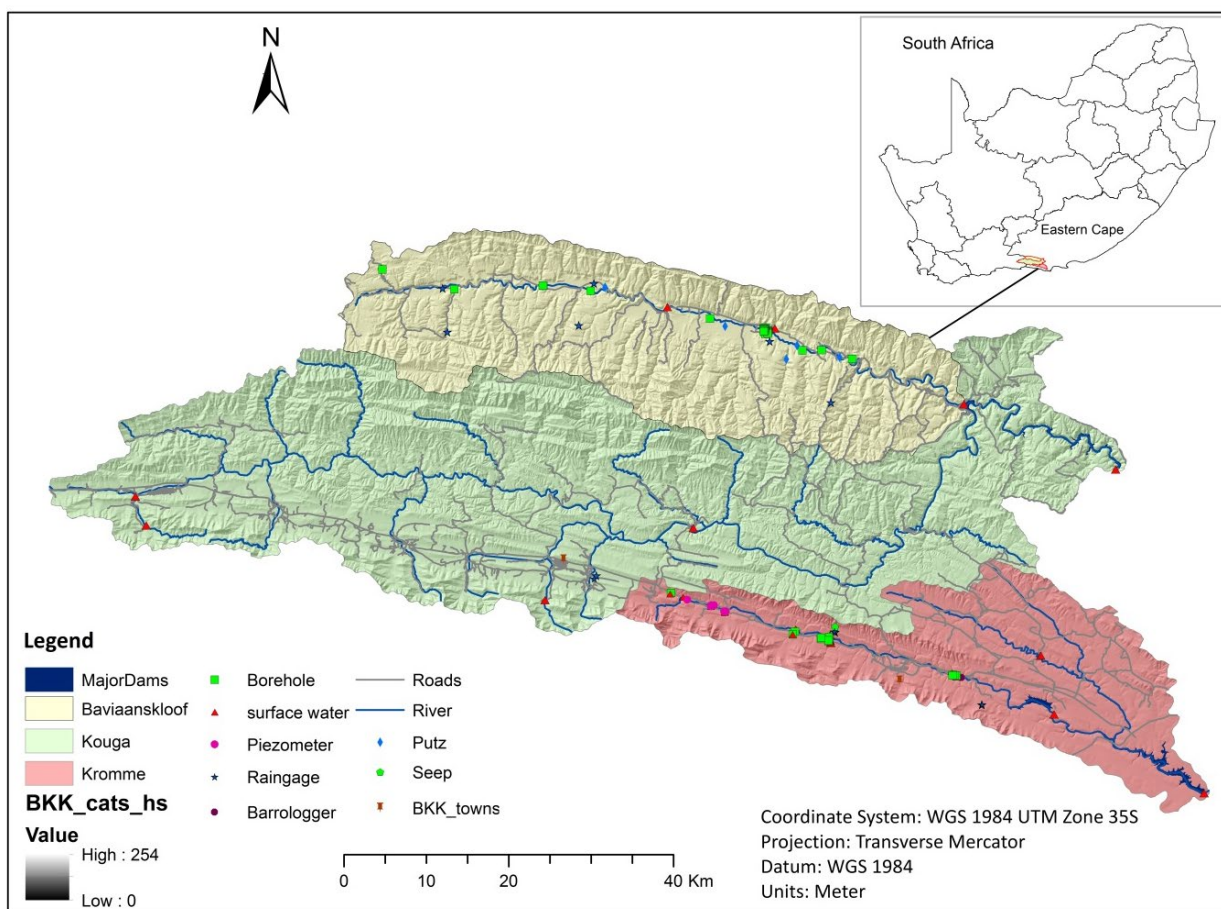 N
South Africa
Eastern Cape
Legend
MajorDams
Baviaanskloof
Kouga
Kromme
BKK_cats_hs
Value
High : 254
Low : 0
Borehole
surface water
Piezometer
Raingage
Barrologger
Roads
River
Putz
Seep
BKK_towns
0 10 20 30 40 Km
Coordinate System: WGS 1984 UTM Zone 35S
Projection: Transverse Mercator
Datum: WGS 1984
Units: Meter